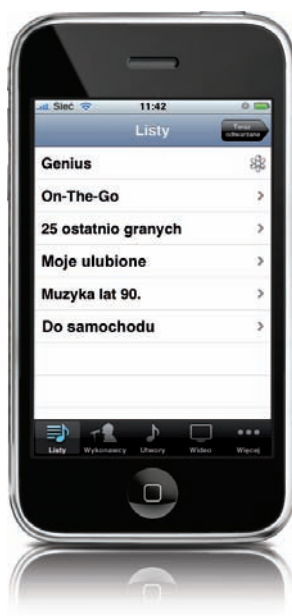 Sieć 11:42
Listy Teraz odtwarzane
Genius
On-The-Go
25 ostatnio granych
Moje ulubione
Muzyka lat 90.
Do samochodu
Listy Wykonawcy Utwory Wideo Więcej